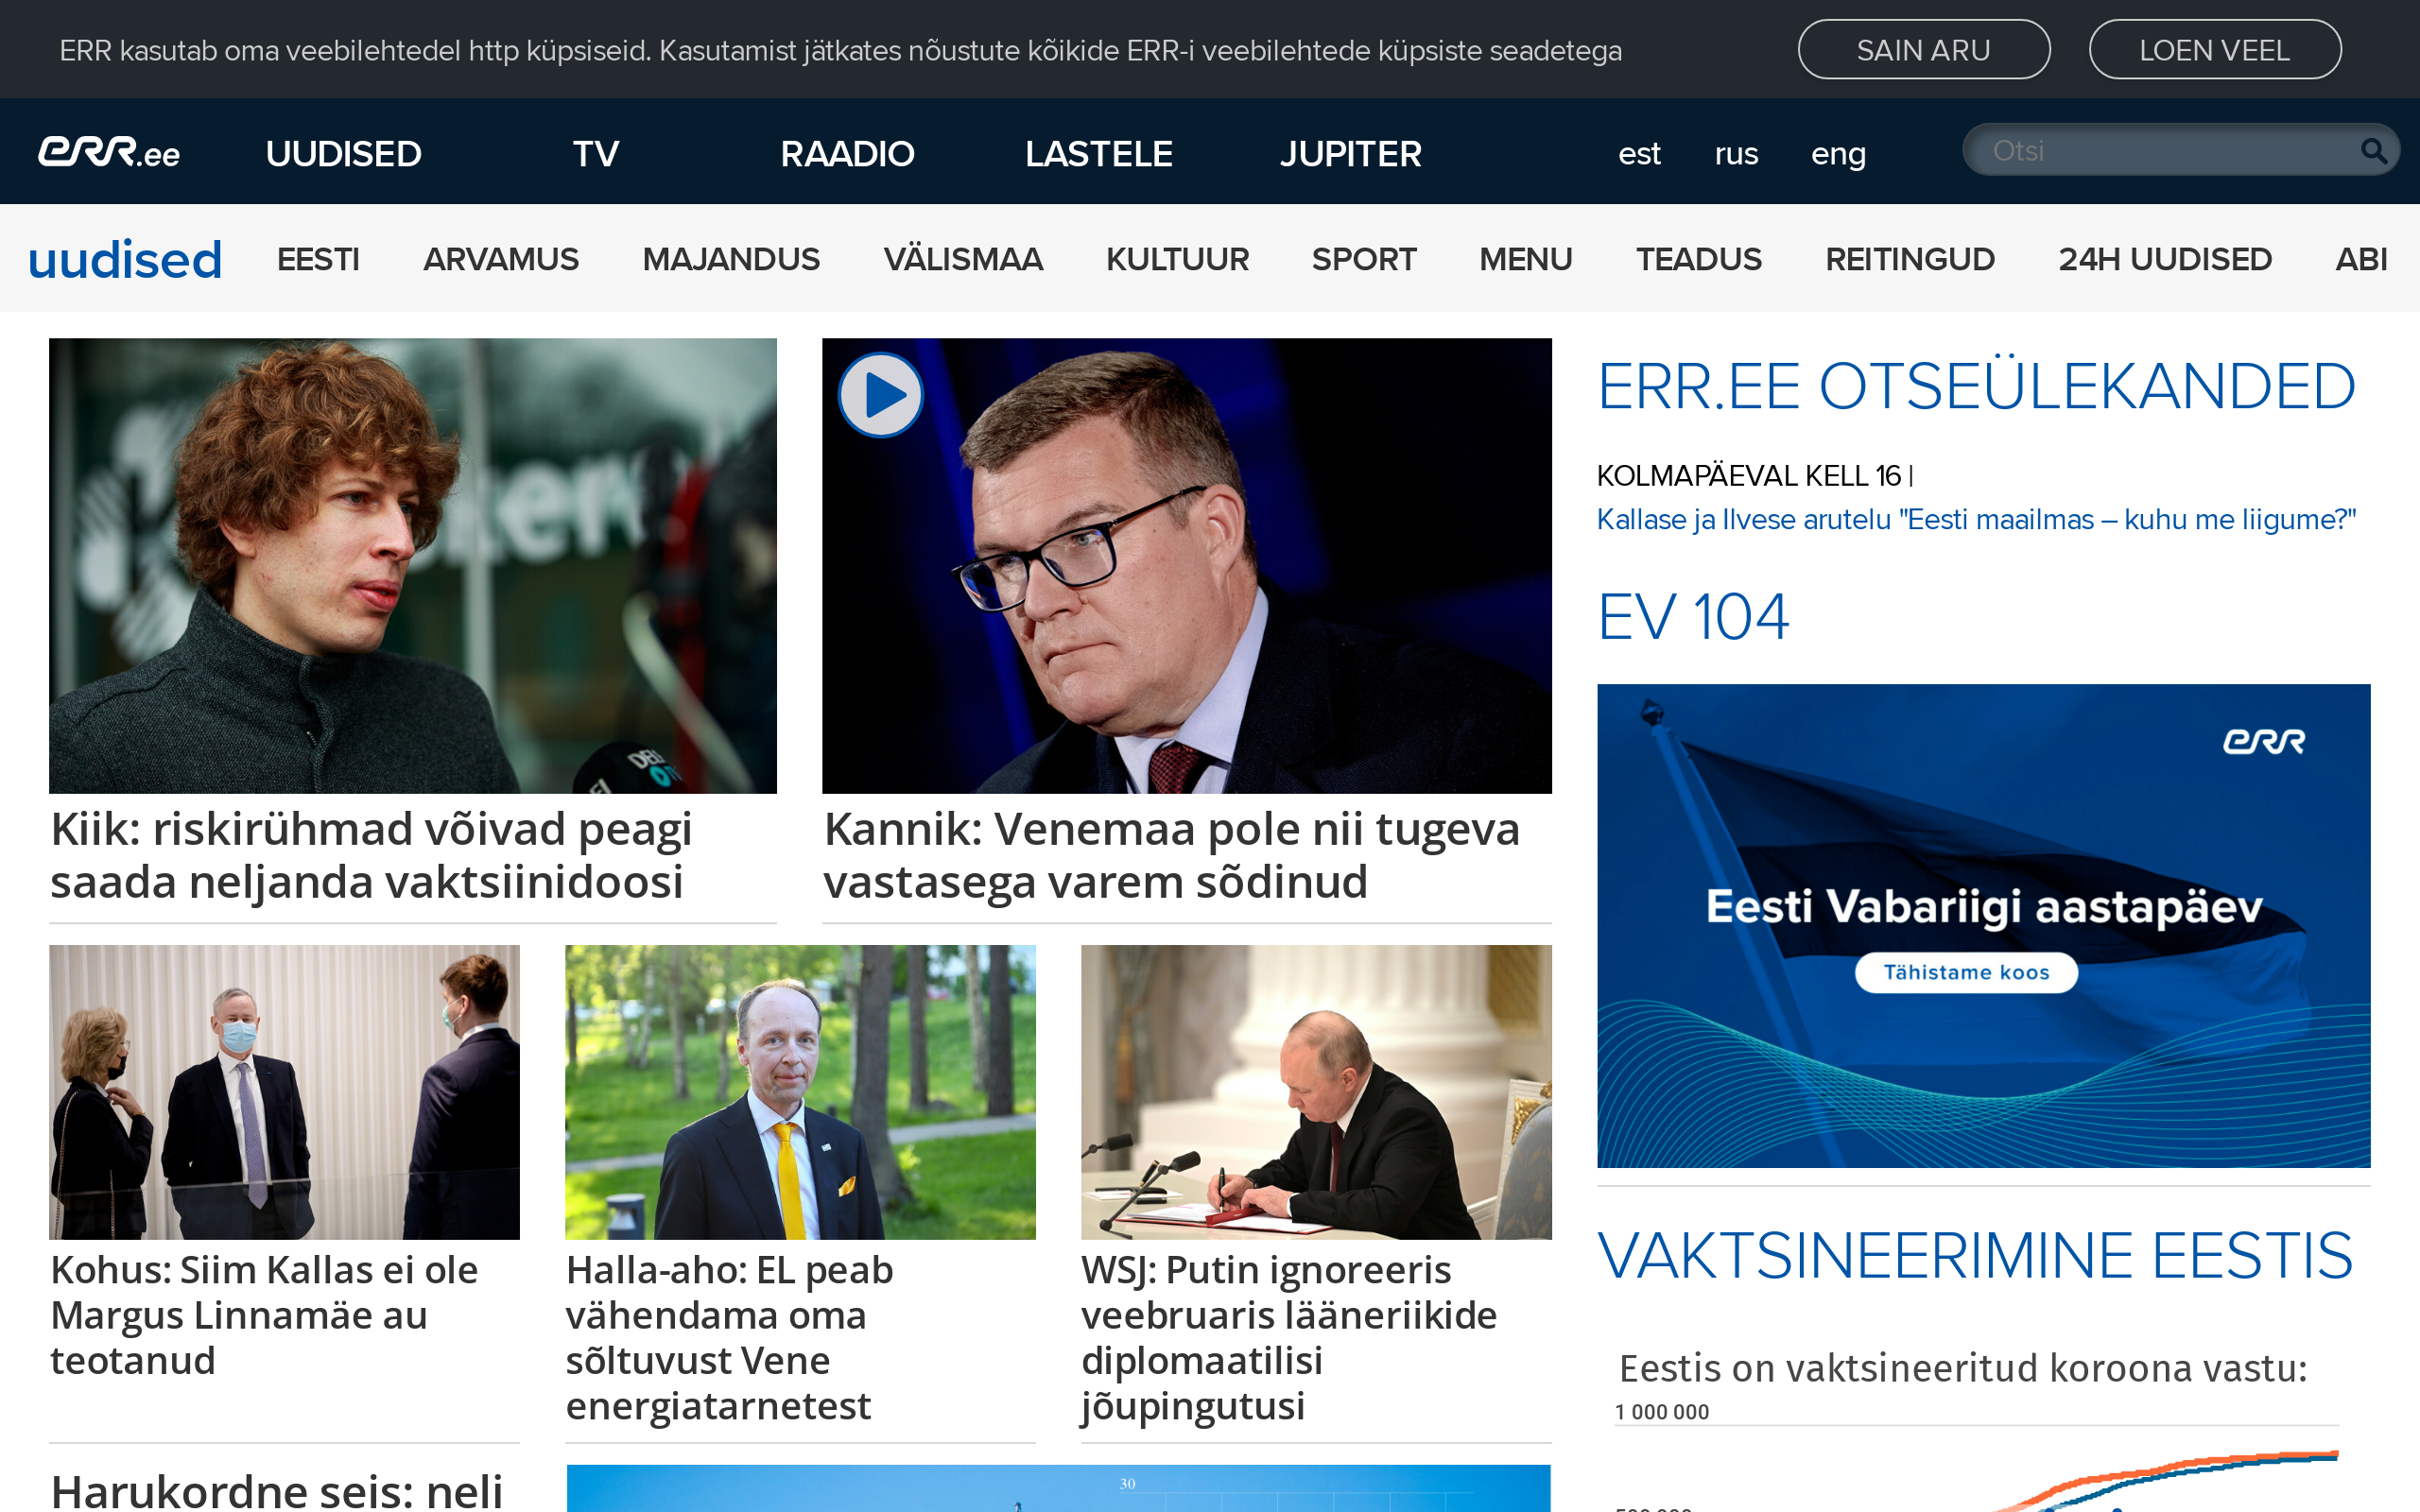 ERR kasutab oma veebilehtedel http küpsiseid. Kasutamist jätkates nõustute kõikide ERR-i veebilehtede küpsiste seadetega
SAIN ARU
LOEN VEEL
err.ee
UUDISED
TV
RAADIO
LASTELE
JUPITER
est
rus
eng
Otsi
uudised
EESTI
ARVAMUS
MAJANDUS
VÄLISMAA
KULTUUR
SPORT
MENU
TEADUS
REITINGUD
24H UUDISED
ABI
Kiik: riskirühmad võivad peagi
saada neljanda vaktsiinidoosi
Kannik: Venemaa pole nii tugeva
vastasega varem sõdinud
Kohus: Siim Kallas ei ole
Margus Linnamäe au
teotanud
Halla-aho: EL peab
vähendama oma
sõltuvust Vene
energiatarnetest
WSJ: Putin ignoreeris
veebruaris lääneriikide
diplomaatilisi
jõupingutusi
Harukordne seis: neli
30
ERR.EE OTSEÜLEKANDED
KOLMAPÄEVAL KELL 16 |
Kallase ja Ilvese arutelu "Eesti maailmas – kuhu me liigume?"
EV 104
err
Eesti Vabariigi aastapäev
Tähistame koos
VAKTSINEERIMINE EESTIS
Eestis on vaktsineeritud koroona vastu:
1 000 000